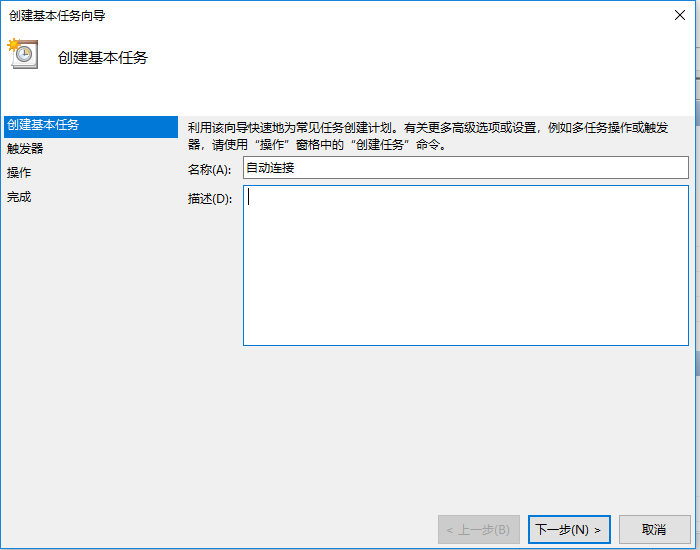 创建基本任务向导
创建基本任务
创建基本任务
触发器
操作
完成
利用该向导快速地为常见任务创建计划。有关更多高级选项或设置，例如多任务操作或触发
器，请使用“操作”窗格中的“创建任务”命令。
名称(A):
自动连接
描述(D):
< 上一步(B)
下一步(N) >
取消